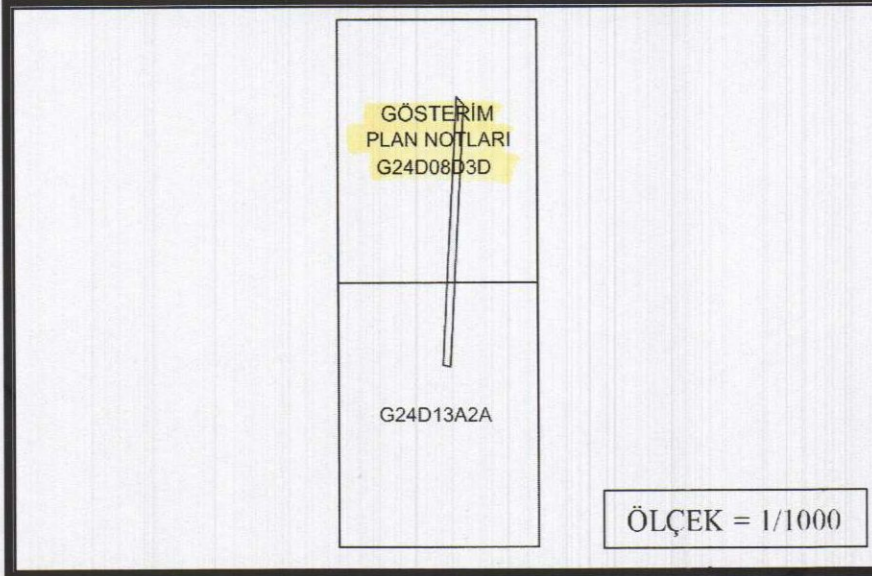 GÖSTERİM
PLAN NOTLARI
G24D08D3D
G24D13A2A
ÖLÇEK = 1/1000